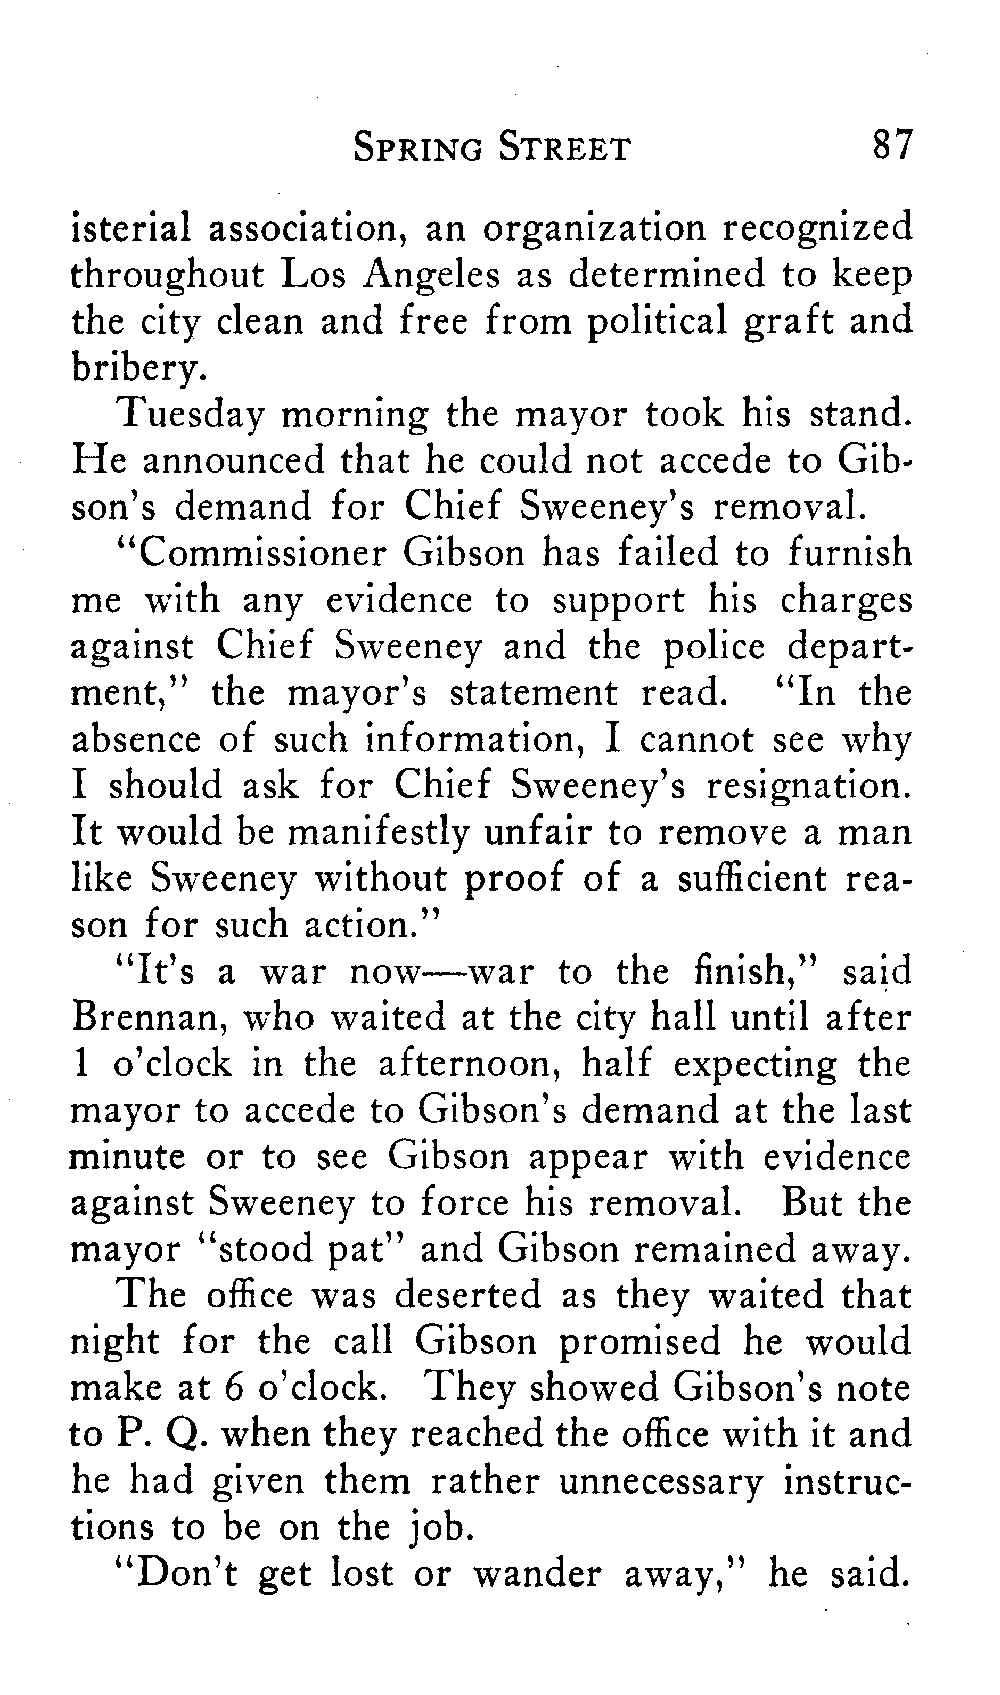 SPRING STREET 87
isterial association, an organization recognized
throughout Los Angeles as determined to keep
the city clean and free from political graft and
bribery.
Tuesday morning the mayor took his stand.
He announced that he could not accede to Gib-
son's demand for Chief Sweeney's removal.
“Commissioner Gibson has failed to furnish
me with any evidence to support his charges
against Chief Sweeney and the police depart-
ment,” the mayor's statement read. “In the
absence of such information, I cannot see why
I should ask for Chief Sweeney's resignation.
It would be manifestly unfair to remove a man
like Sweeney without proof of a sufficient rea-
son for such action.”
“It's a war now—war to the finish,” said
Brennan, who waited at the city hall until after
1 o'clock in the afternoon, half expecting the
mayor to accede to Gibson's demand at the last
minute or to see Gibson appear with evidence
against Sweeney to force his removal. But the
mayor “stood pat” and Gibson remained away.
The office was deserted as they waited that
night for the call Gibson promised he would
make at 6 o'clock. They showed Gibson's note
to P. Q. when they reached the office with it and
he had given them rather unnecessary instruc-
tions to be on the job.
“Don't get lost or wander away,” he said.